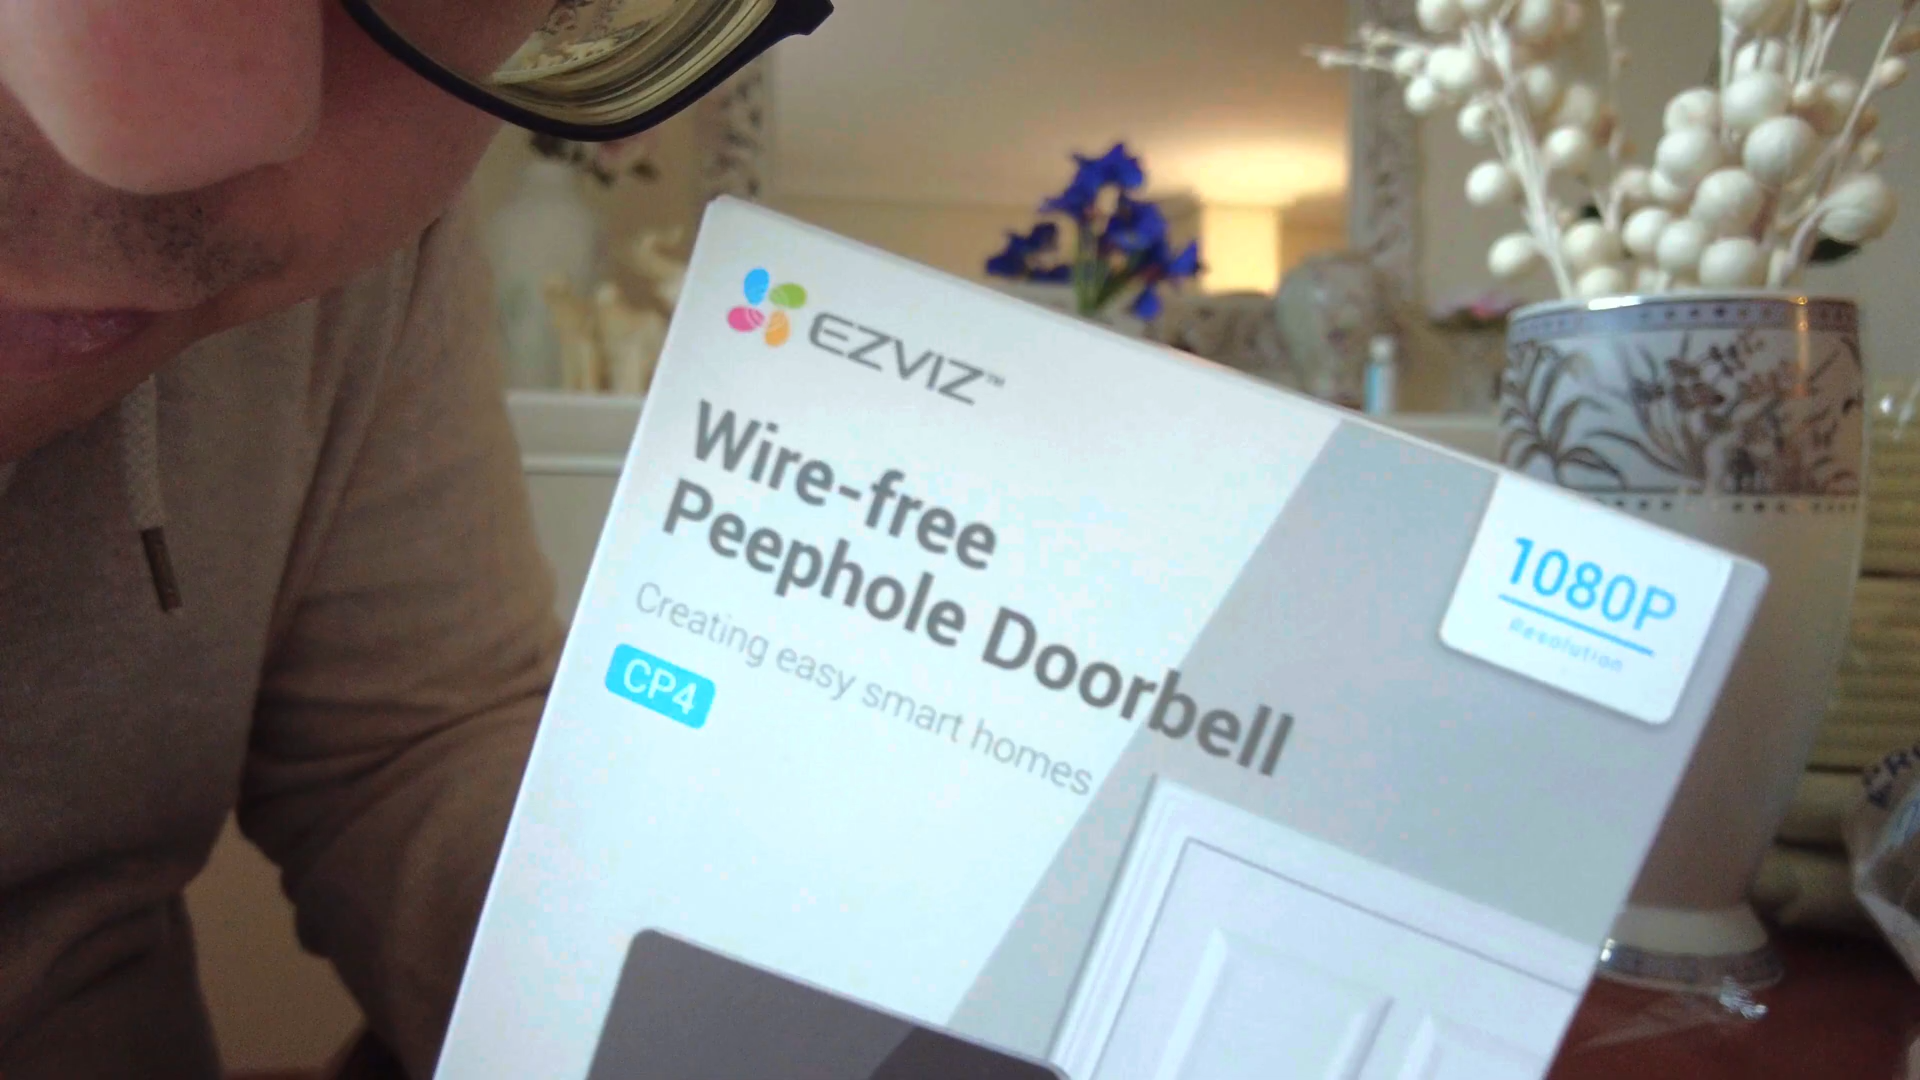 EZVIZ™
Wire-free
Peephole Doorbell
Creating easy smart homes
CP4
1080P
Resolution